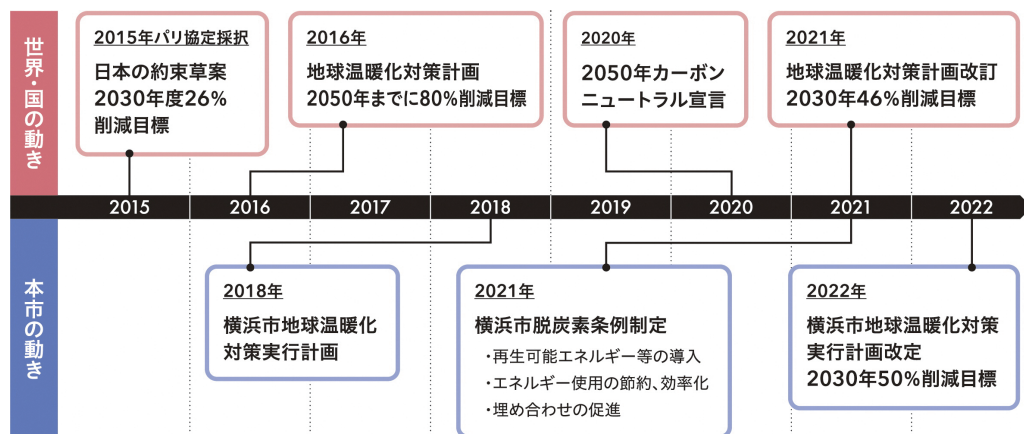 世界・国の動き
2015年パリ協定採択
日本の約束草案
2030年度26%
削減目標
2016年
地球温暖化対策計画
2050年までに80%削減目標
2020年
2050年カーボン
ニュートラル宣言
2021年
地球温暖化対策計画改訂
2030年46%削減目標
2015
2016
2017
2018
2019
2020
2021
2022
本市の動き
2018年
横浜市地球温暖化
対策実行計画
2021年
横浜市脱炭素条例制定
・再生可能エネルギー等の導入
・エネルギー使用の節約、効率化
・埋め合わせの促進
2022年
横浜市地球温暖化対策
実行計画改定
2030年50%削減目標